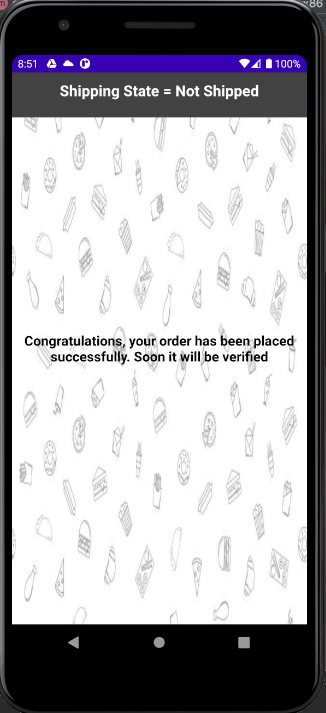 x86
8:51 100%
Shipping State = Not Shipped
Congratulations, your order has been placed
successfully. Soon it will be verified